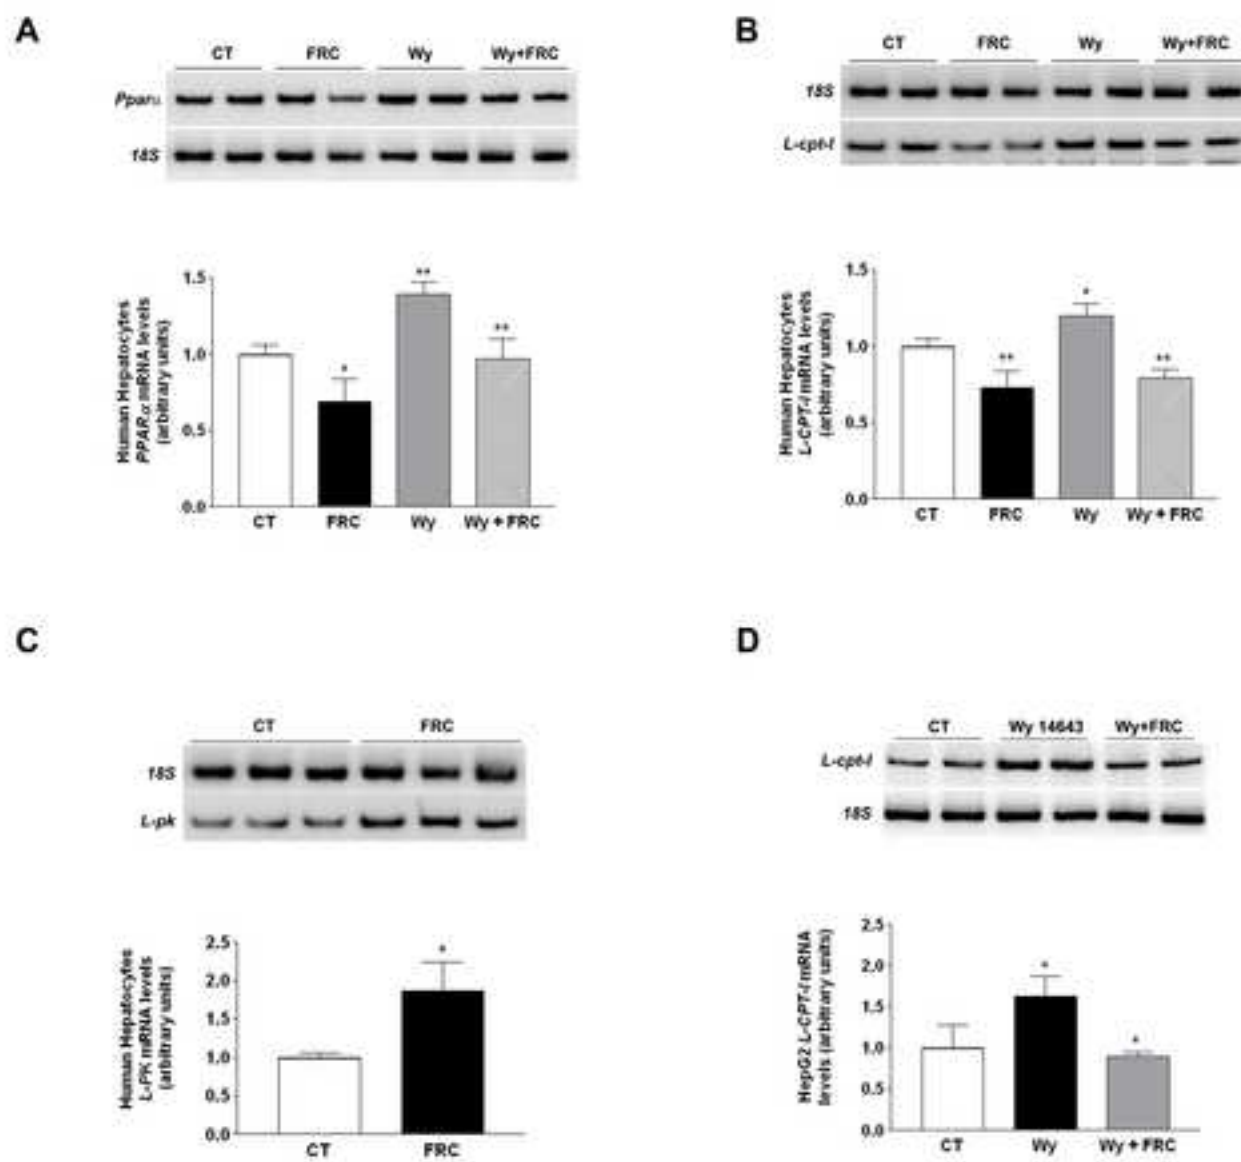 A
CT FRC Wy Wy+FRC
Pparα
18S
Human Hepatocytes
PPARα mRNA levels
(arbitrary units)
1.5
1.0
0.5
0.0
**
*
**
CT FRC Wy Wy + FRC
B
CT FRC Wy Wy+FRC
18S
L-cpt-I
Human Hepatocytes
L-CPT-I mRNA levels
(arbitrary units)
1.5
1.0
0.5
0.0
*
**
**
CT FRC Wy Wy + FRC
C
CT FRC
18S
L-pk
Human Hepatocytes
L-PK mRNA levels
(arbitrary units)
2.5
2.0
1.5
1.0
0.5
0.0
*
CT FRC
D
CT Wy 14643 Wy+FRC
L-cpt-I
18S
HepG2 L-CPT-I mRNA
levels (arbitrary units)
2.5
2.0
1.5
1.0
0.5
0.0
*
*
CT Wy Wy + FRC